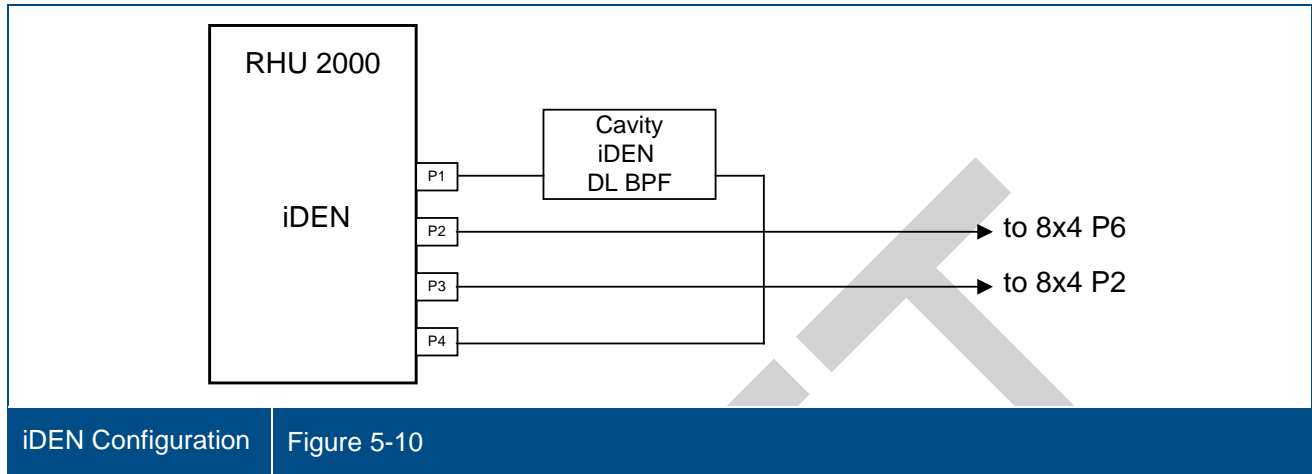 RHU 2000
iDEN
P1
P2
P3
P4
Cavity
iDEN
DL BPF
to 8x4 P6
to 8x4 P2
iDEN Configuration
Figure 5-10